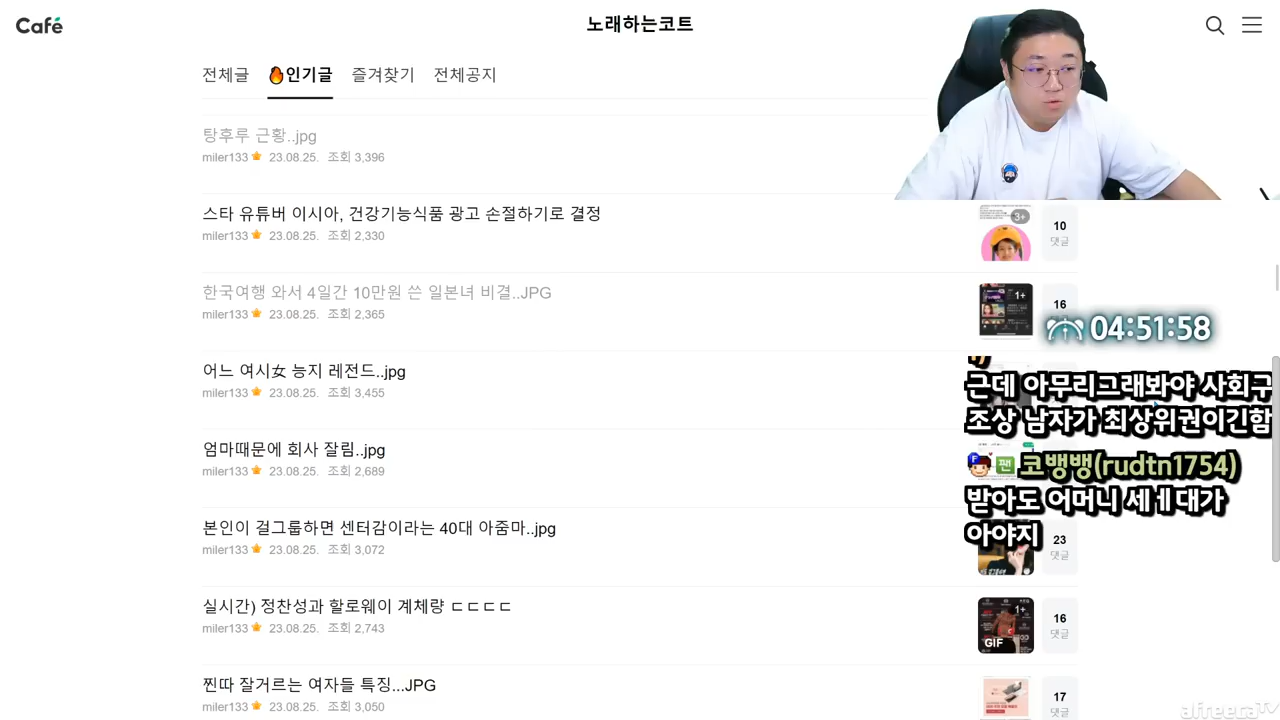 Café
노래하는코트
전체글
🔥인기글
즐겨찾기
전체공지
탕후루 근황..jpg
miler133 23.08.25. 조회 3,396
스타 유튜버 이시아, 건강기능식품 광고 손절하기로 결정
miler133 23.08.25. 조회 2,330
3+
10
댓글
한국여행 와서 4일간 10만원 쓴 일본녀 비결..JPG
miler133 23.08.25. 조회 2,365
1+
16
04:51:58
어느 여시女 능지 레전드..jpg
miler133 23.08.25. 조회 3,455
근데 아무리그래봐야 사회구
조상 남자가 최상위권이긴함
엄마때문에 회사 잘림..jpg
miler133 23.08.25. 조회 2,689
팬 코뱅뱅(rudtn1754)
받아도 어머니 세대가
아야지
본인이 걸그룹하면 센터감이라는 40대 아줌마..jpg
miler133 23.08.25. 조회 3,072
23
댓글
실시간) 정찬성과 할로웨이 계체량 ㄷㄷㄷㄷ
miler133 23.08.25. 조회 2,743
1+
GIF
16
댓글
찐따 잘거르는 여자들 특징...JPG
miler133 23.08.25. 조회 3,050
17
댓글
afreecaTV